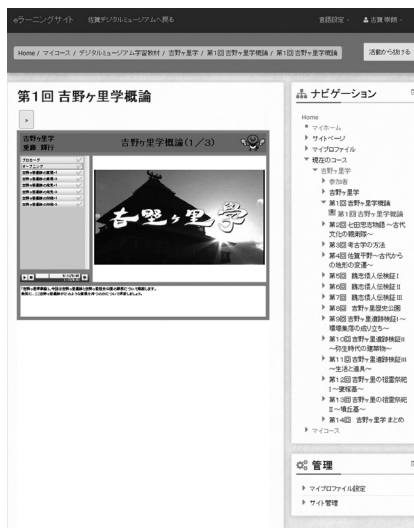 eラーニングサイト 佐賀デジタルミュージアムへ戻る 言語設定 古賀 崇朗
Home / マイコース / デジタルミュージアム学習教材 / 吉野ヶ里学 / 第1回 吉野ヶ里学概論 / 第1回 吉野ヶ里学概論
活動から抜ける
第1回 吉野ヶ里学概論
吉野ヶ里学
吉野ヶ里学概論(1/3)
プロローグ
オープニング
吉野ヶ里学
ナビゲーション
Home
マイホーム
サイトページ
マイプロファイル
現在のコース
吉野ヶ里学
参加者
吉野ヶ里学
第1回 吉野ヶ里学概論
第1回 吉野ヶ里学概論
第2回 七田忠志物語 ~古代
文化の親衛隊~
第3回 考古学の方法
第4回 佐賀平野~古代から
の地形の変遷~
第5回 魏志倭人伝検証I
第6回 魏志倭人伝検証II
第7回 魏志倭人伝検証III
第8回 吉野ヶ里歴史公園
第9回 吉野ヶ里遺跡検証I~
環壕集落の成り立ち~
第10回 吉野ヶ里遺跡検証II
~弥生時代の建築物~
第11回 吉野ヶ里遺跡検証III
~生活と道具~
第12回 吉野ヶ里の祖霊祭祀
I~甕棺墓~
第13回 吉野ヶ里の祖霊祭祀
II~墳丘墓~
第14回 吉野ヶ里学 まとめ
マイコース
管理
マイプロファイル設定
サイト管理